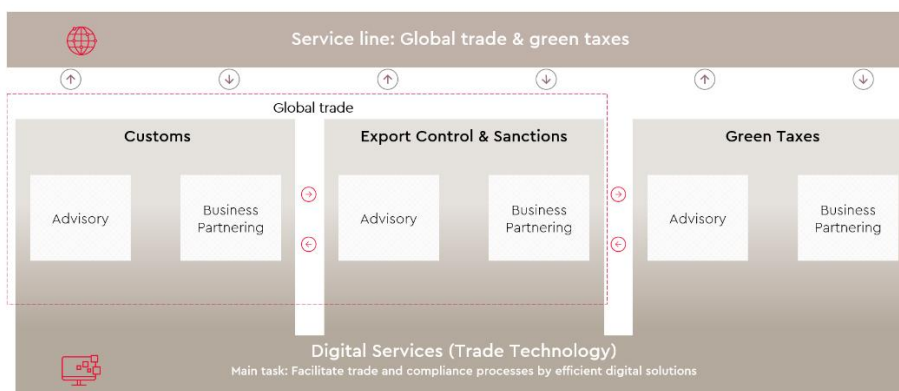 Service line: Global trade & green taxes
Global trade
Customs
Export Control & Sanctions
Green Taxes
Advisory
Business
Partnering
Advisory
Business
Partnering
Advisory
Business
Partnering
Digital Services (Trade Technology)
Main task: Facilitate trade and compliance processes by efficient digital solutions